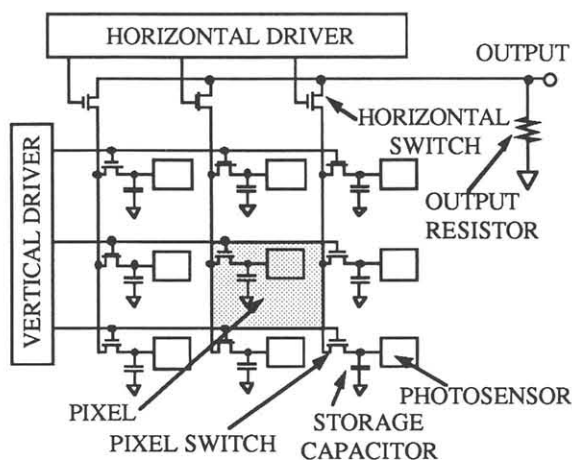 HORIZONTAL DRIVER
OUTPUT
HORIZONTAL
SWITCH
VERTICAL DRIVER
OUTPUT
RESISTOR
PIXEL
PHOTOSENSOR
PIXEL SWITCH
STORAGE
CAPACITOR